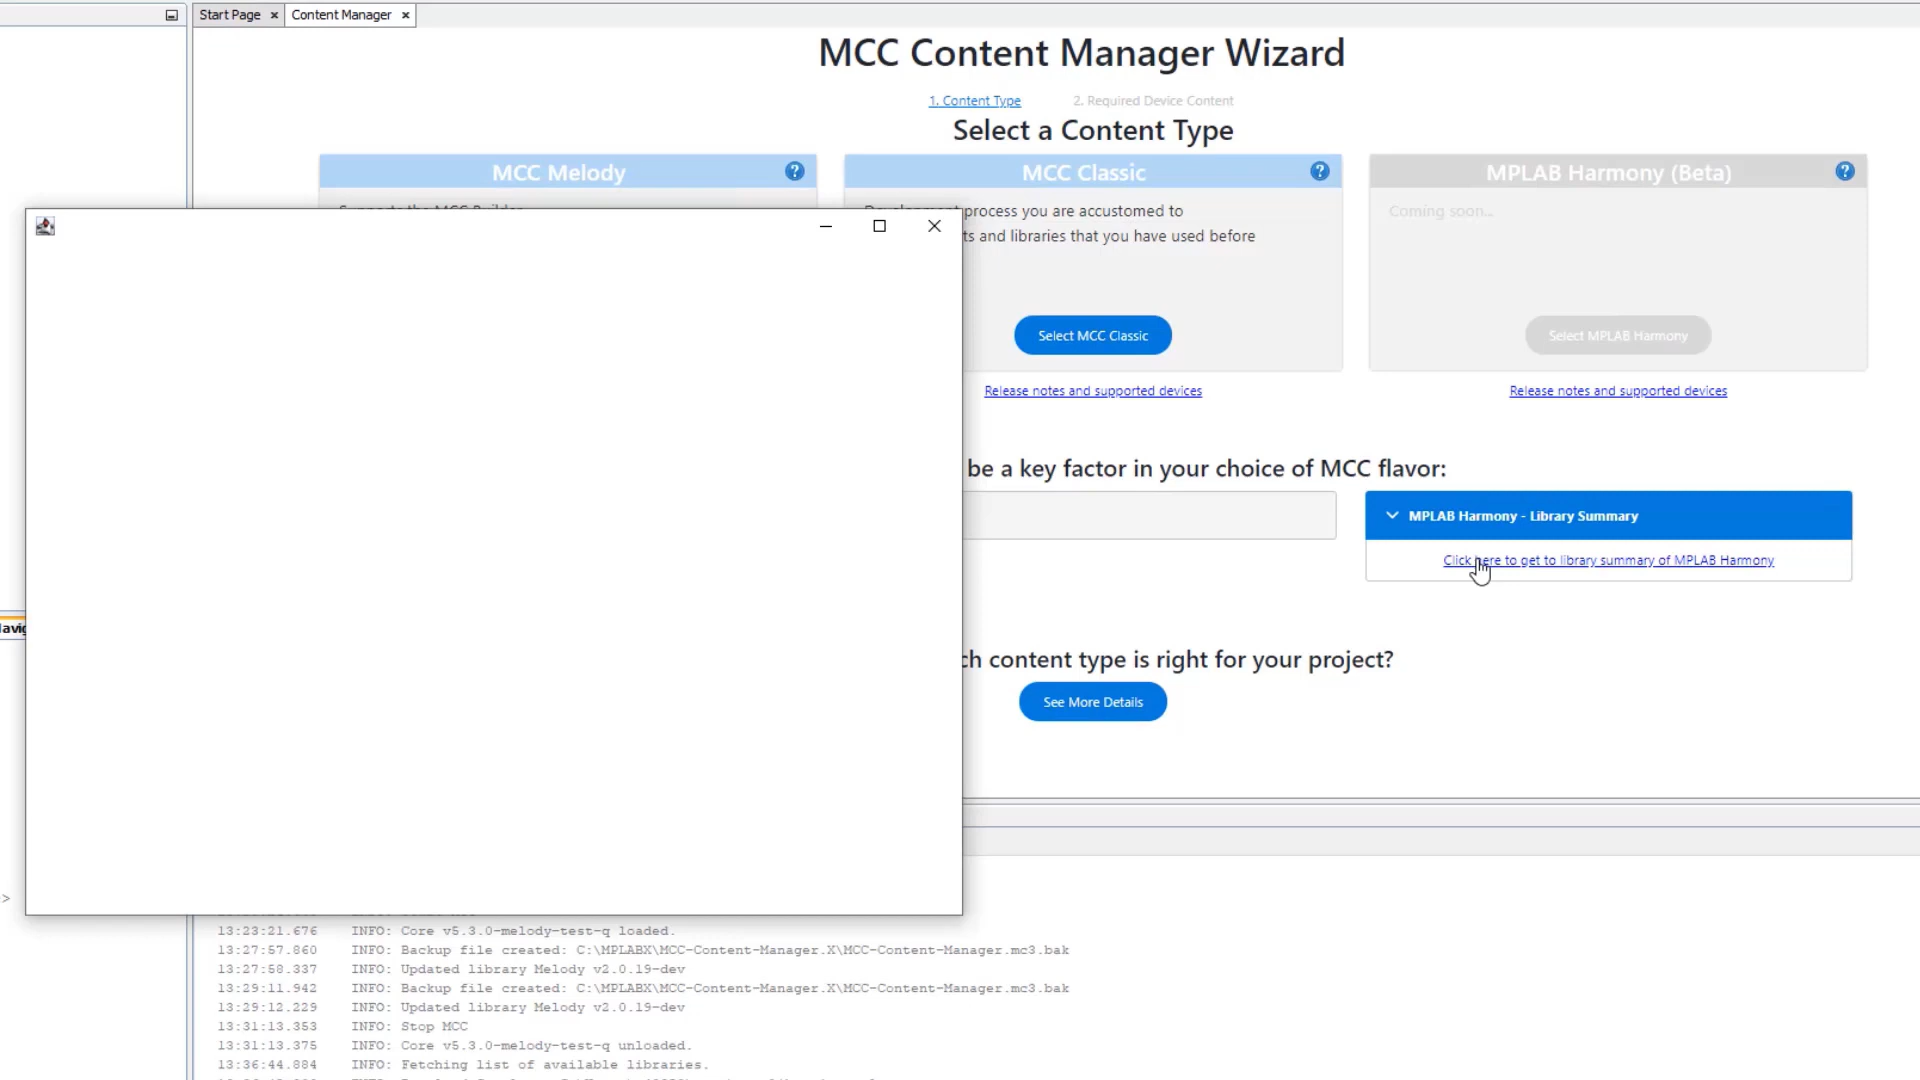 Start Page × Content Manager ×
MCC Content Manager Wizard
1. Content Type 2. Required Device Content
Select a Content Type
MCC Melody ?
MCC Classic ?
Development process you are accustomed to
ts and libraries that you have used before
Select MCC Classic
Release notes and supported devices
MPLAB Harmony (Beta) ?
Coming soon...
Select MPLAB Harmony
Release notes and supported devices
be a key factor in your choice of MCC flavor:
MPLAB Harmony - Library Summary
Click here to get to library summary of MPLAB Harmony
ch content type is right for your project?
See More Details
>
13:23:21.676 INFO: Core v5.3.0-melody-test-q loaded.
13:27:57.860 INFO: Backup file created: C:\MPLABX\MCC-Content-Manager.X\MCC-Content-Manager.mc3.bak
13:27:58.337 INFO: Updated library Melody v2.0.19-dev
13:29:11.942 INFO: Backup file created: C:\MPLABX\MCC-Content-Manager.X\MCC-Content-Manager.mc3.bak
13:29:12.229 INFO: Updated library Melody v2.0.19-dev
13:31:13.353 INFO: Stop MCC
13:31:13.375 INFO: Core v5.3.0-melody-test-q unloaded.
13:36:44.884 INFO: Fetching list of available libraries.